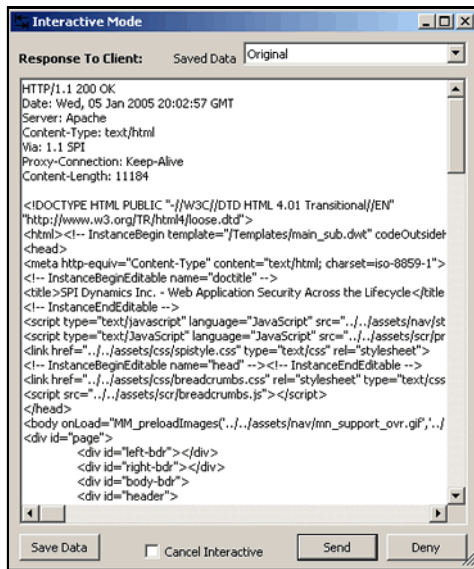 Interactive Mode
Response To Client: Saved Data Original
HTTP/1.1 200 OK
Date: Wed, 05 Jan 2005 20:02:57 GMT
Server: Apache
Content-Type: text/html
Via: 1.1 SPI
Proxy-Connection: Keep-Alive
Content-Length: 11184
<!DOCTYPE HTML PUBLIC "-//W3C//DTD HTML 4.01 Transitional//EN"
"http://www.w3.org/TR/html4/loose.dtd">
<html><!-- InstanceBegin template="/Templates/main_sub.dwt" codeOutsideH
<head>
<meta http-equiv="Content-Type" content="text/html; charset=iso-8859-1">
<!-- InstanceBeginEditable name="doctitle" -->
<title>SPI Dynamics Inc. - Web Application Security Across the Lifecycle</title
<!-- InstanceEndEditable -->
<script type="text/javascript" language="JavaScript" src="../../assets/nav/st
<script type="text/JavaScript" language="JavaScript" src="../../assets/scr/pr
<link href="../../assets/css/spistyle.css" type="text/css" rel="stylesheet">
<!-- InstanceBeginEditable name="head" --><!-- InstanceEndEditable -->
<link href="../../assets/css/breadcrumbs.css" rel="stylesheet" type="text/css
<script src="../../assets/scr/breadcrumbs.js"></script>
</head>
<body onLoad="MM_preloadImages('../../assets/nav/mn_support_ovr.gif','../
<div id="page">
<div id="left-bdr"></div>
<div id="right-bdr"></div>
<div id="body-bdr">
<div id="header">
Save Data Cancel Interactive Send Deny